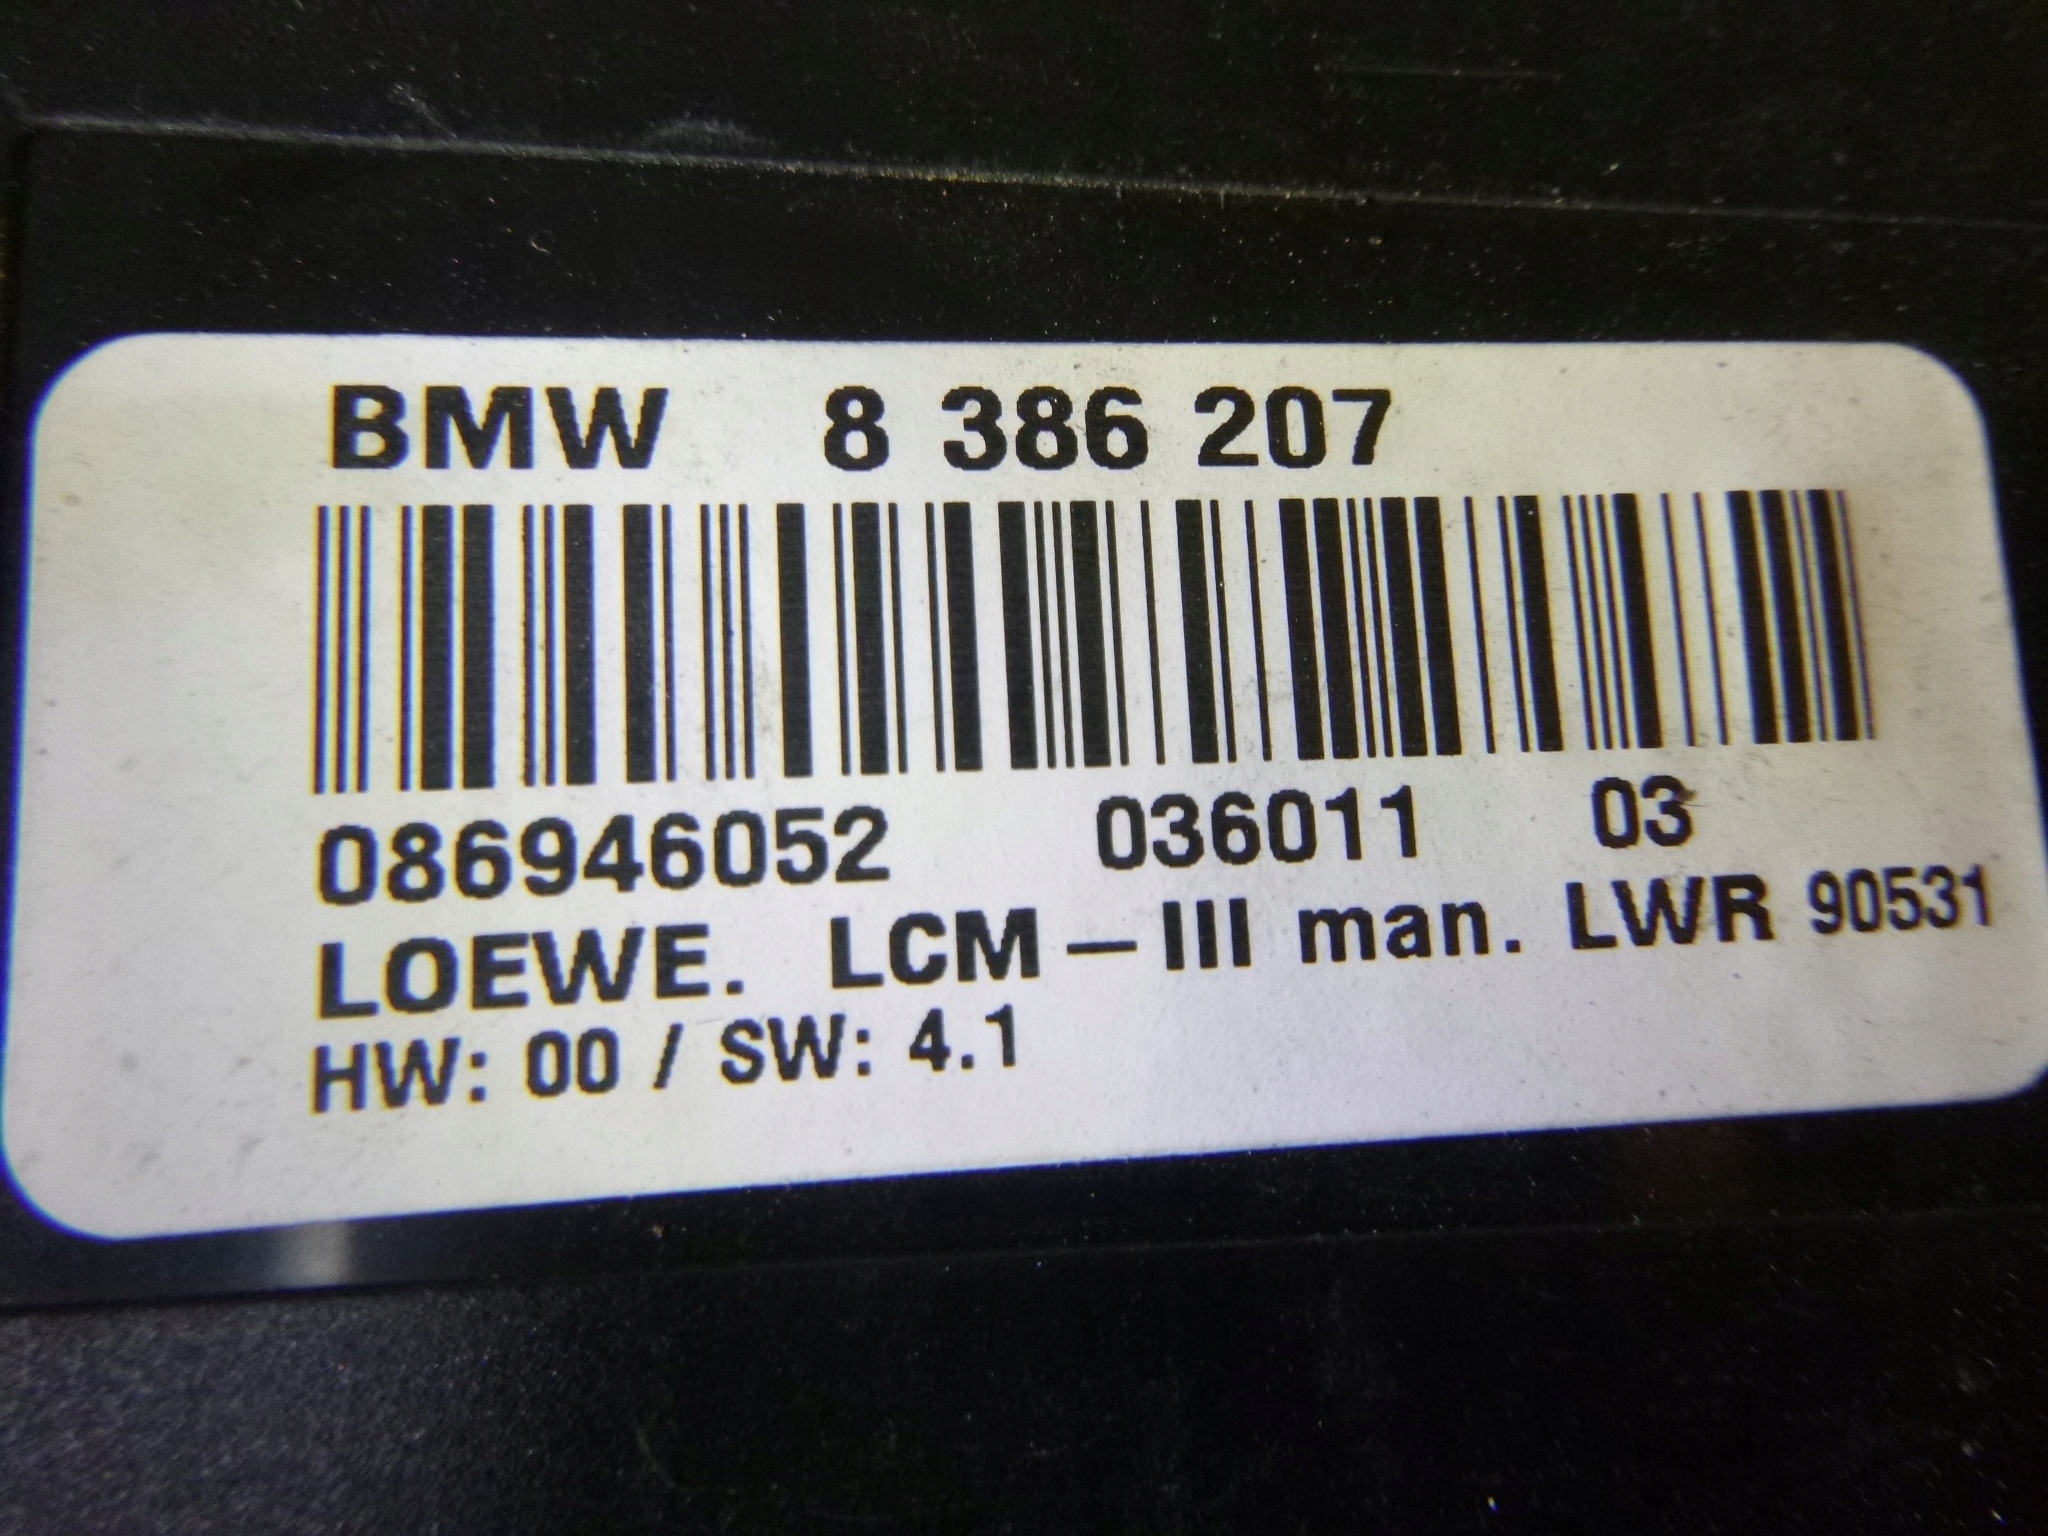 BMW 8 386 207
086946052 036011 03
LOEWE. LCM-III man. LWR 90531
HW: 00 / SW: 4.1